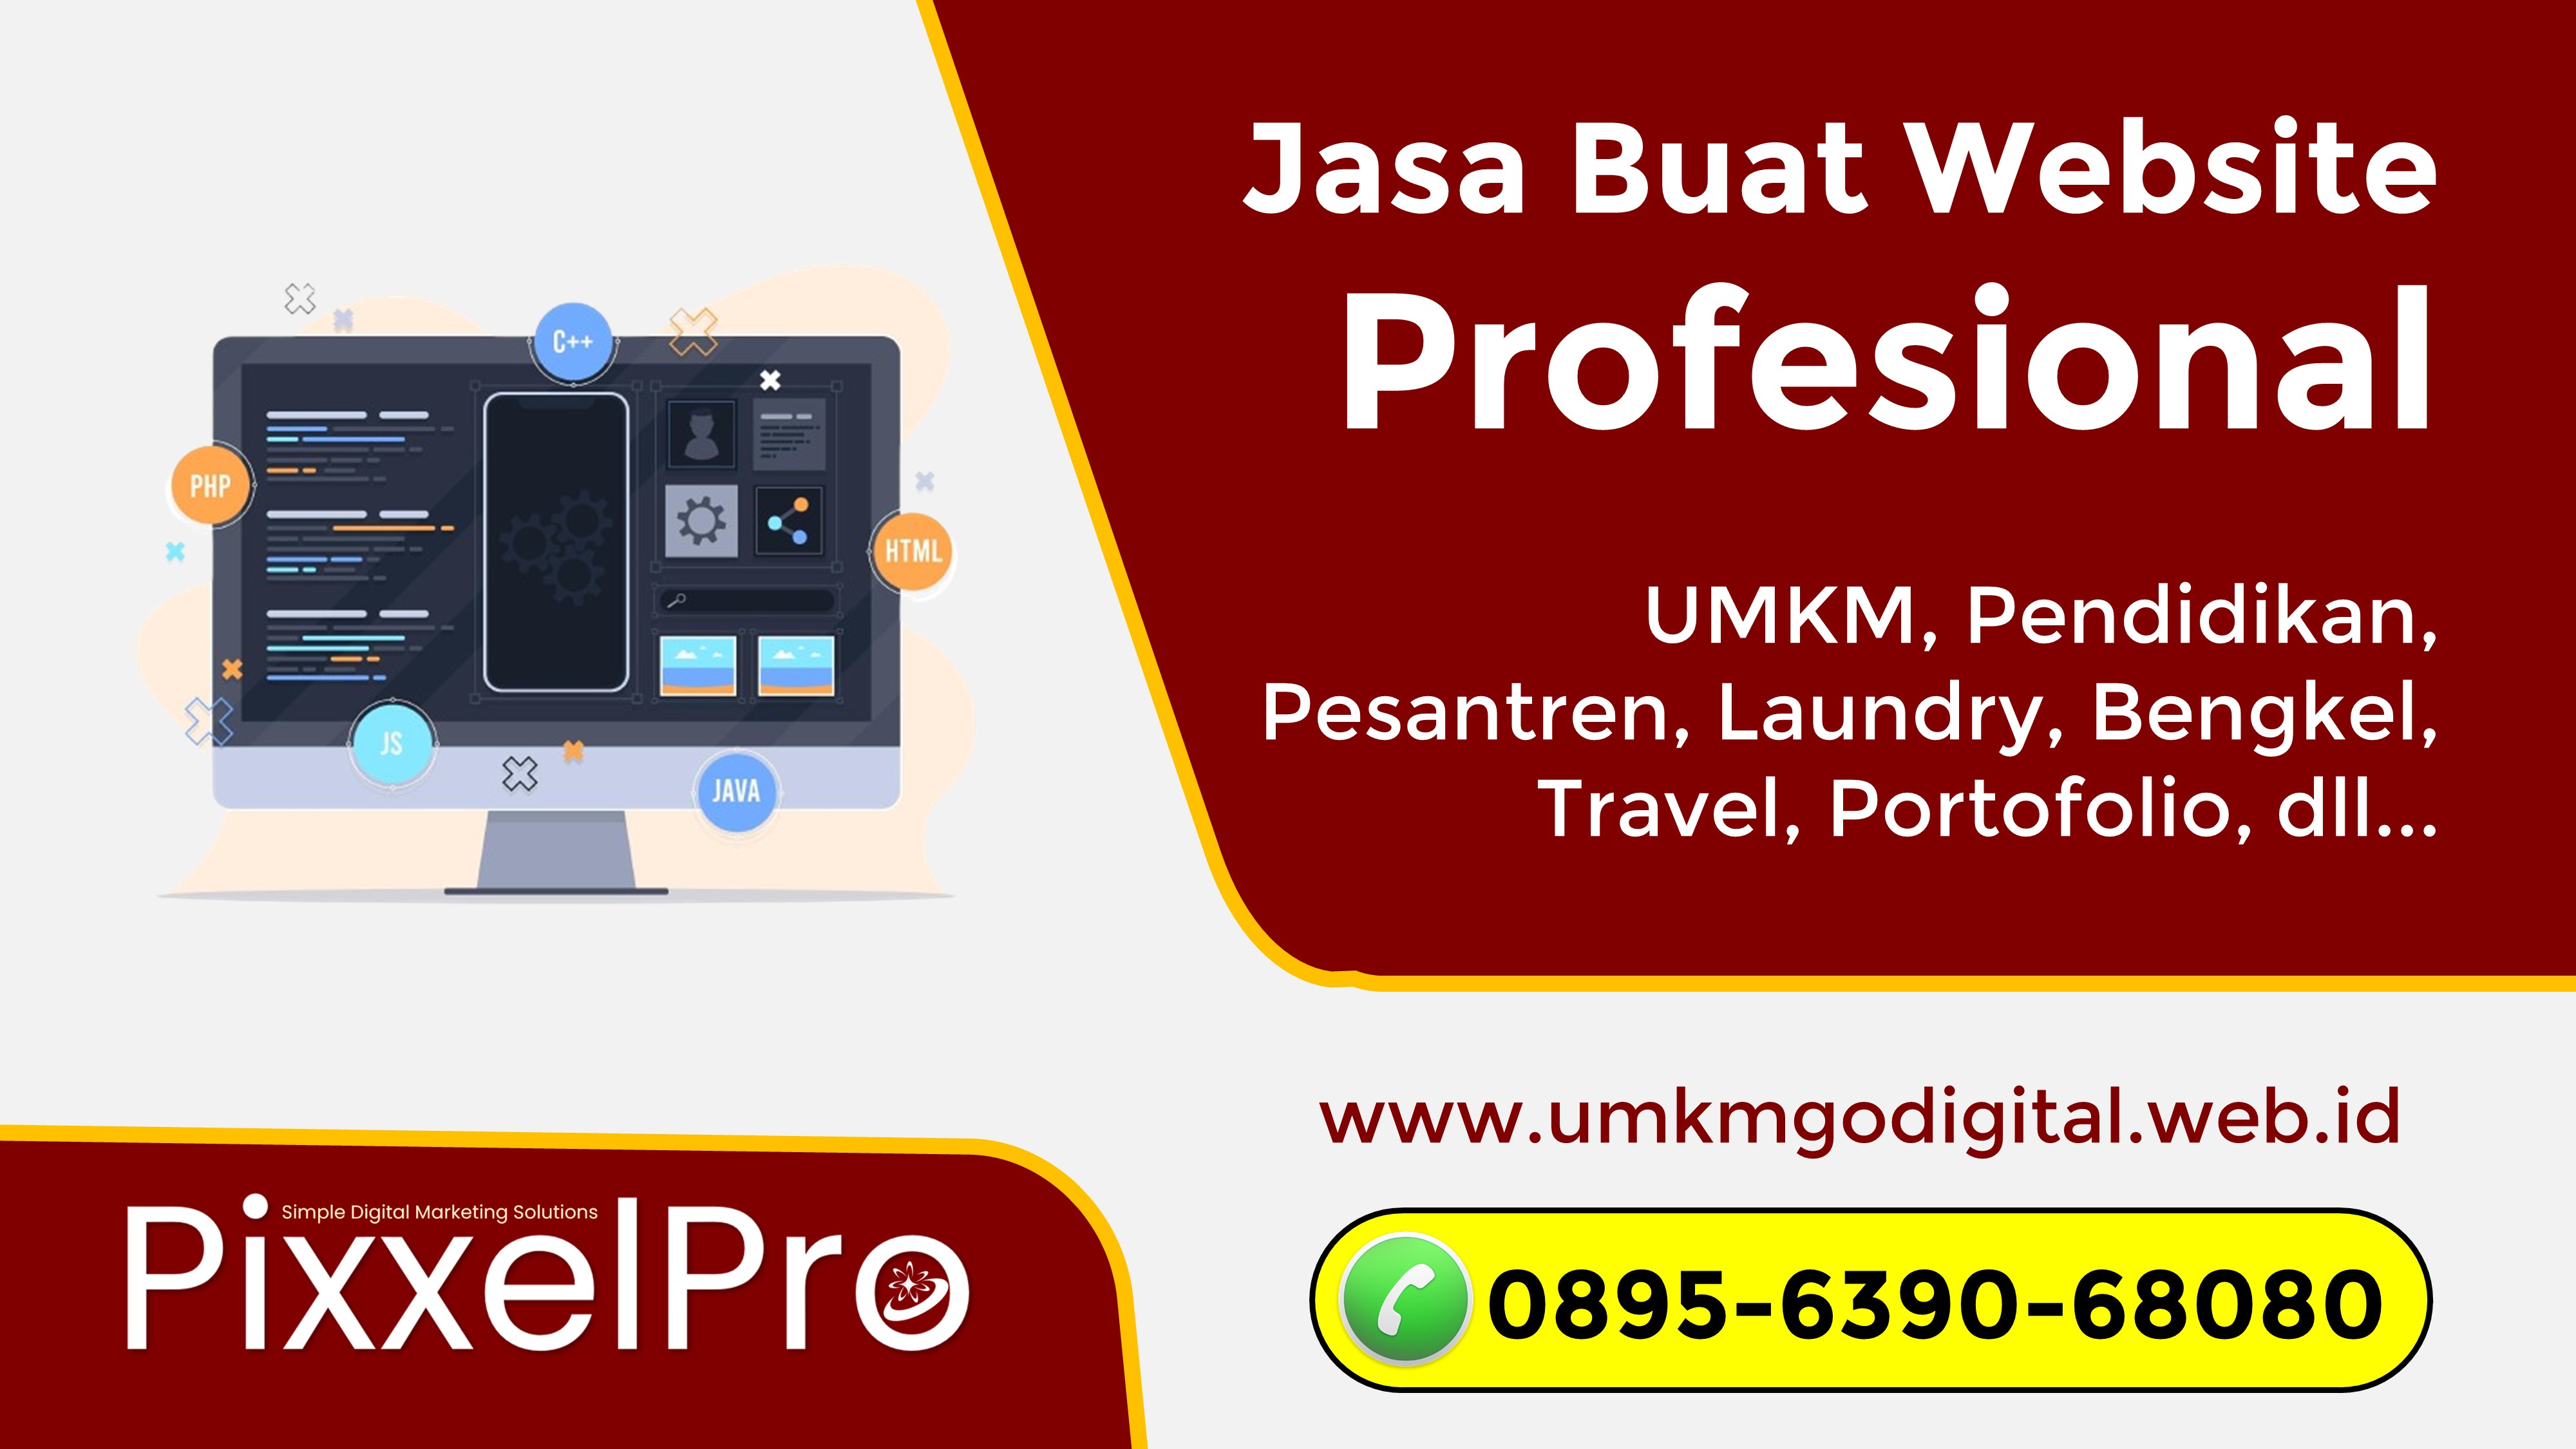 Jasa Buat Website
Profesional
UMKM, Pendidikan,
Pesantren, Laundry, Bengkel,
Travel, Portofolio, dll...
C++
PHP
HTML
JS
JAVA
www.umkmgodigital.web.id
0895-6390-68080
Simple Digital Marketing Solutions
PixxelPro